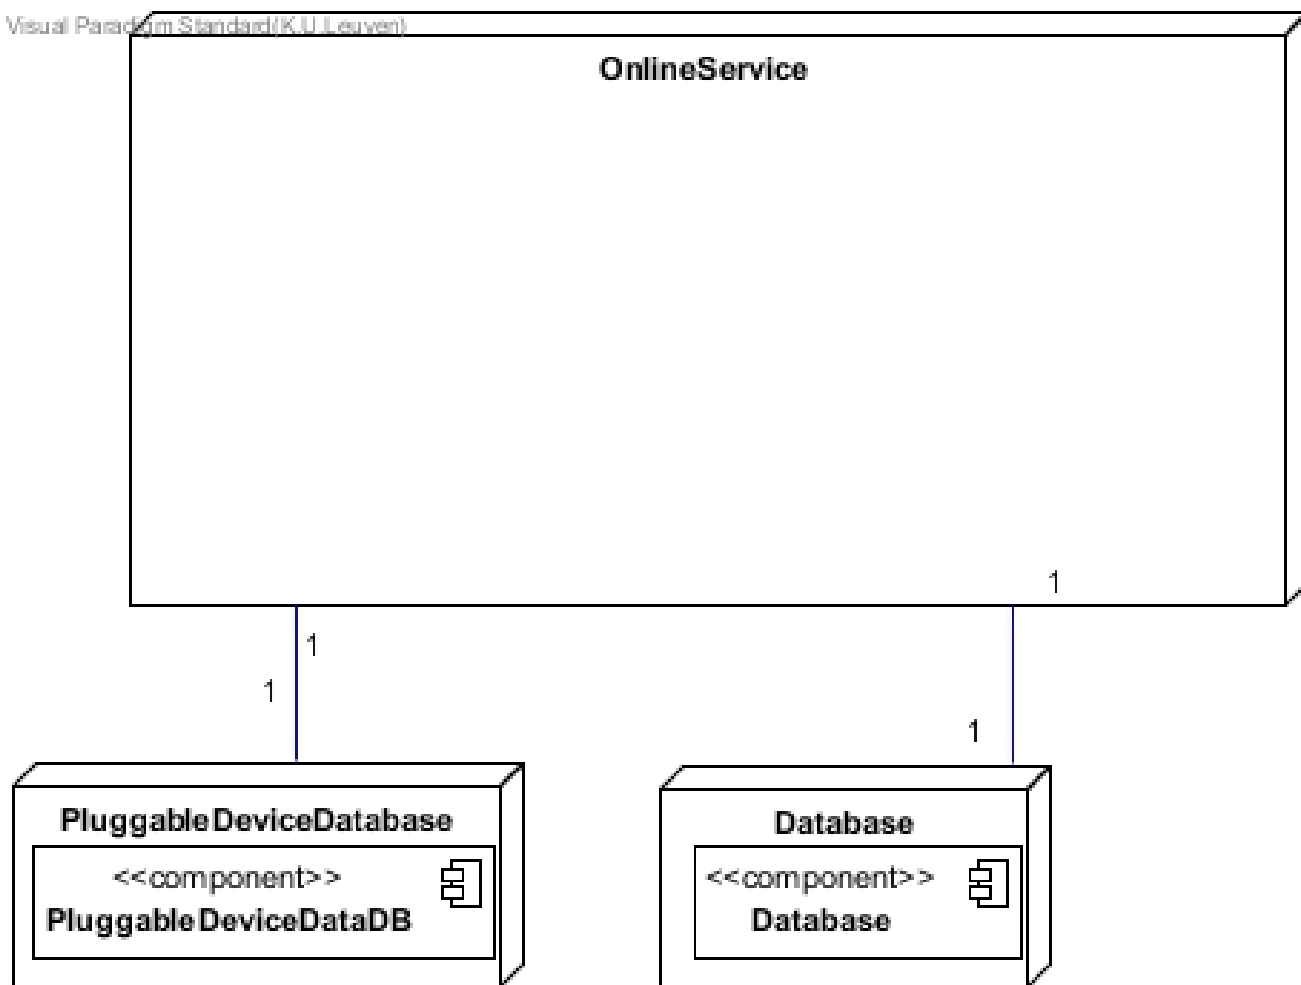 Visual Paradigm Standard(K.U.Leuven)
OnlineService
1
1
1
1
PluggableDeviceDatabase
<<component>>
PluggableDeviceDataDB
Database
<<component>>
Database